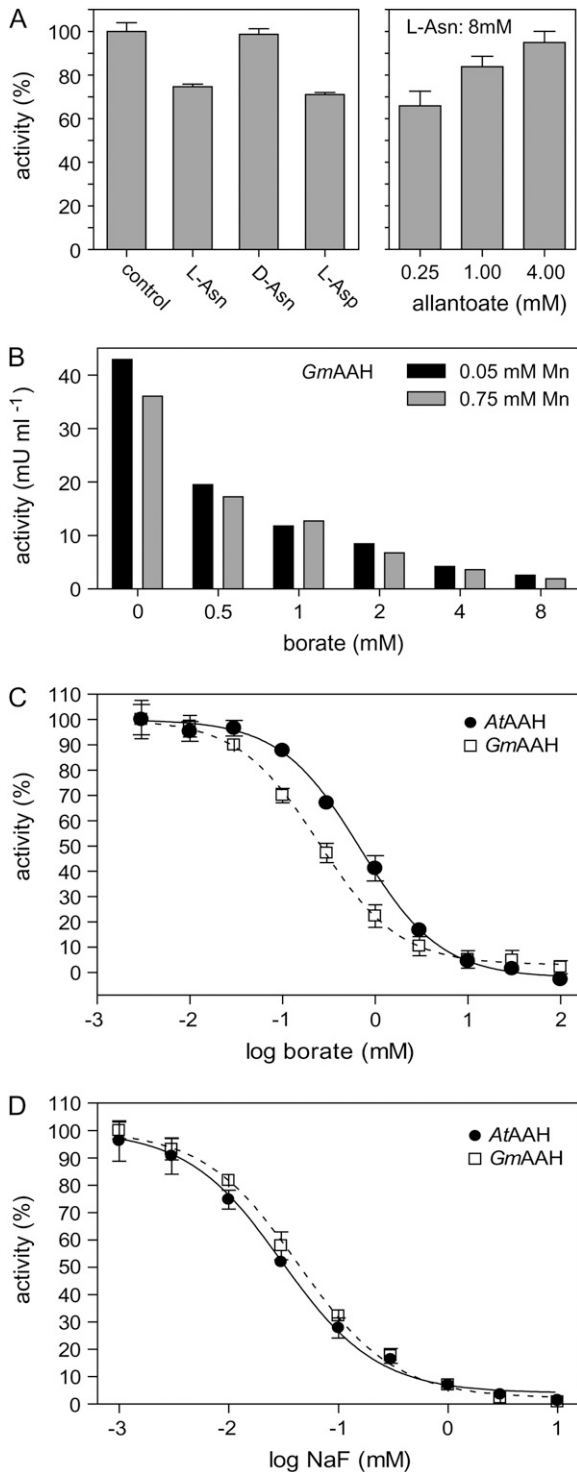 A
activity (%)
100
80
60
40
20
0
control
L-Asn
D-Asn
L-Asp
L-Asn: 8mM
0.25 1.00 4.00
allantoate (mM)
B
activity (mU ml -1)
40
30
20
10
0
GmAAH
0.05 mM Mn
0.75 mM Mn
0 0.5 1 2 4 8
borate (mM)
C
activity (%)
110
100
90
80
70
60
50
40
30
20
10
0
AtAAH
GmAAH
-3 -2 -1 0 1 2
log borate (mM)
D
activity (%)
110
100
90
80
70
60
50
40
30
20
10
0
AtAAH
GmAAH
-3 -2 -1 0 1
log NaF (mM)